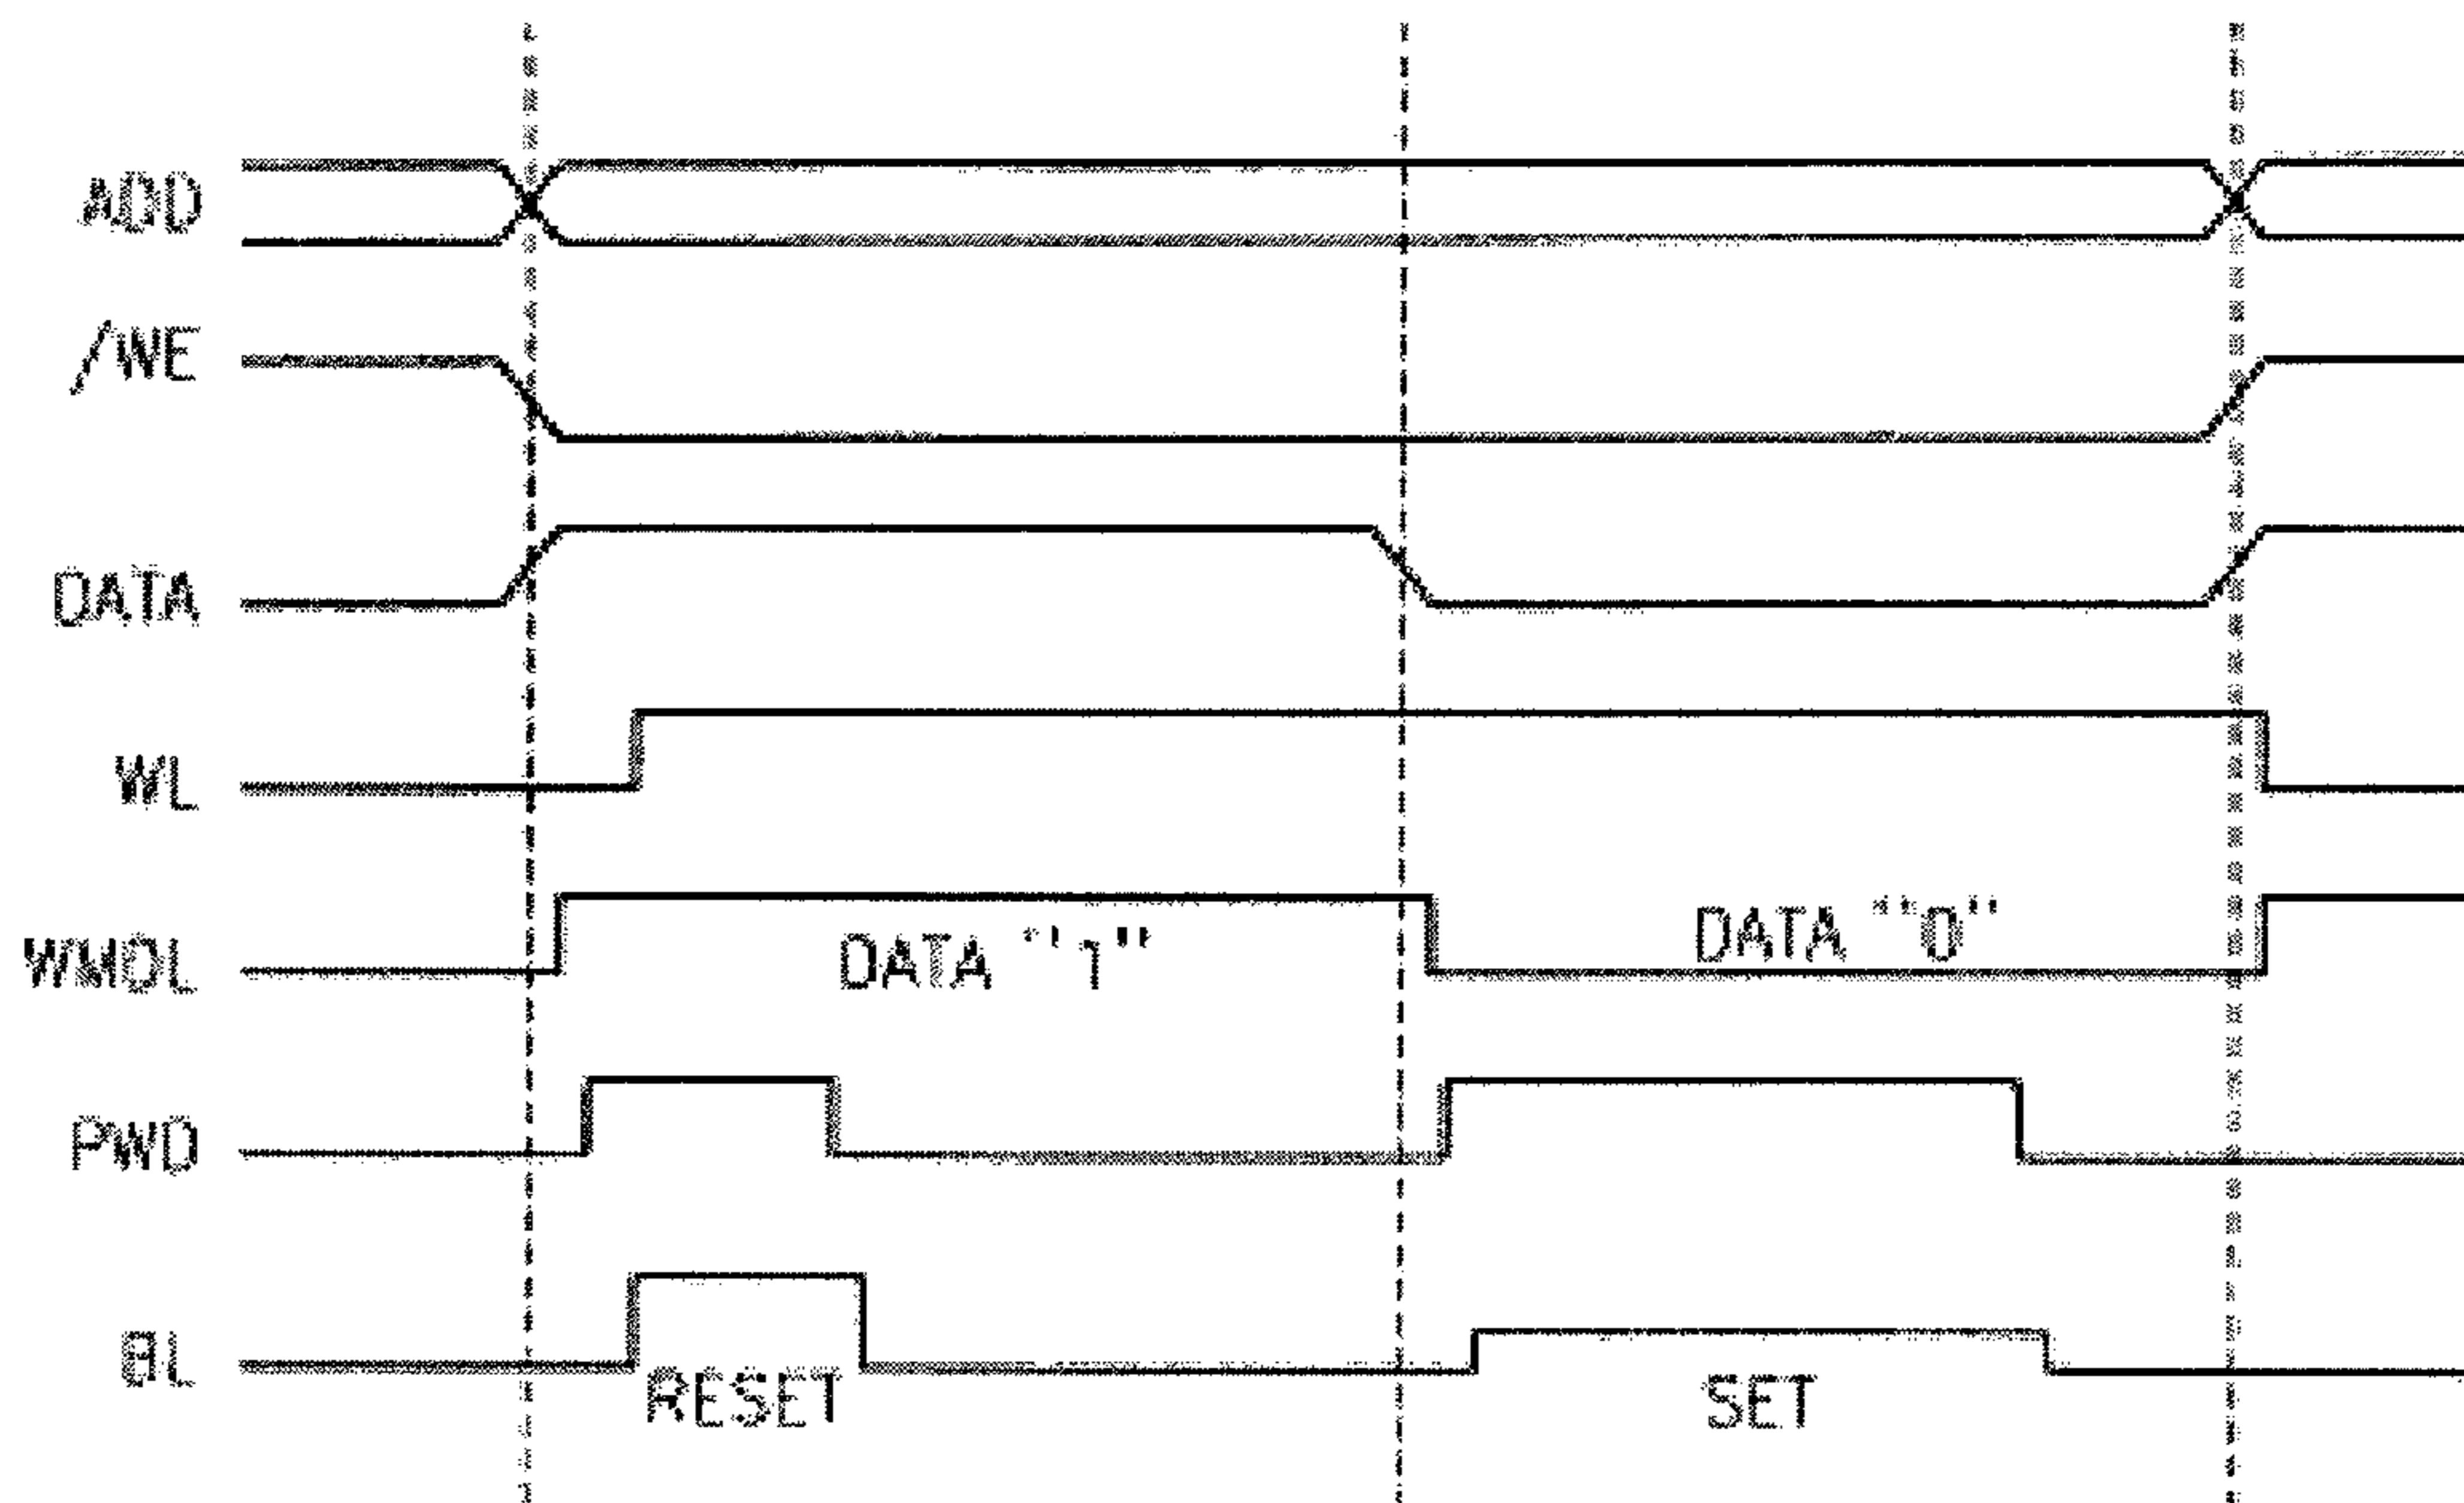 ADD
/WE
DATA
WL
WMDL
DATA "1"
DATA "0"
PWD
BL
RESET
SET